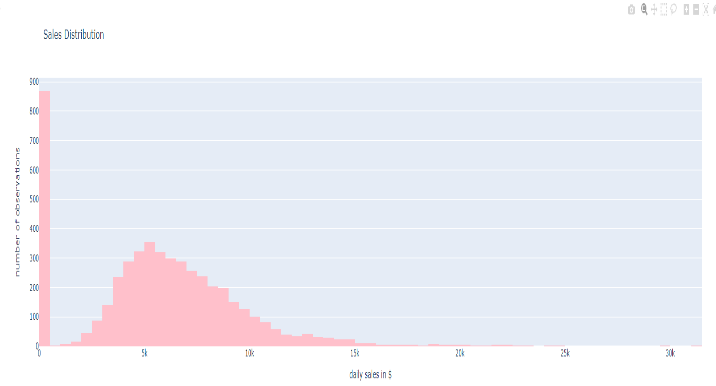 Sales Distribution
number of observations
900
800
700
600
500
400
300
200
100
0
0 5k 10k 15k 20k 25k 30k
daily sales in $